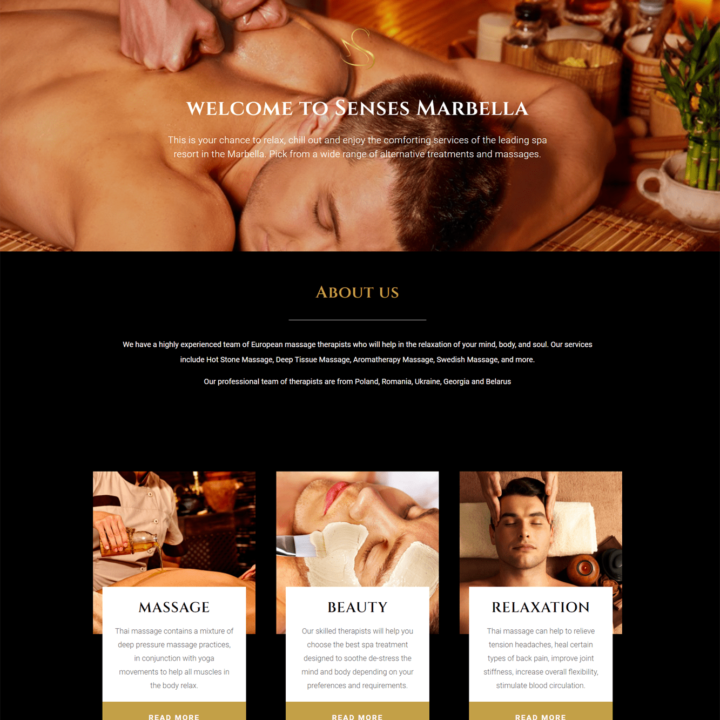 WELCOME TO SENSES MARBELLA
This is your chance to relax, chill out and enjoy the comforting services of the leading spa
resort in the Marbella. Pick from a wide range of alternative treatments and massages.
ABOUT US
We have a highly experienced team of European massage therapists who will help in the relaxation of your mind, body, and soul. Our services
include Hot Stone Massage, Deep Tissue Massage, Aromatherapy Massage, Swedish Massage, and more.
Our professional team of therapists are from Poland, Romania, Ukraine, Georgia and Belarus
MASSAGE
Thai massage contains a mixture of
deep pressure massage practices,
in conjunction with yoga
movements to help all muscles in
the body relax.
READ MORE
BEAUTY
Our skilled therapists will help you
choose the best spa treatment
designed to soothe de-stress the
mind and body depending on your
preferences and requirements.
READ MORE
RELAXATION
Thai massage can help to relieve
tension headaches, heal certain
types of back pain, improve joint
stiffness, increase overall flexibility,
stimulate blood circulation.
READ MORE